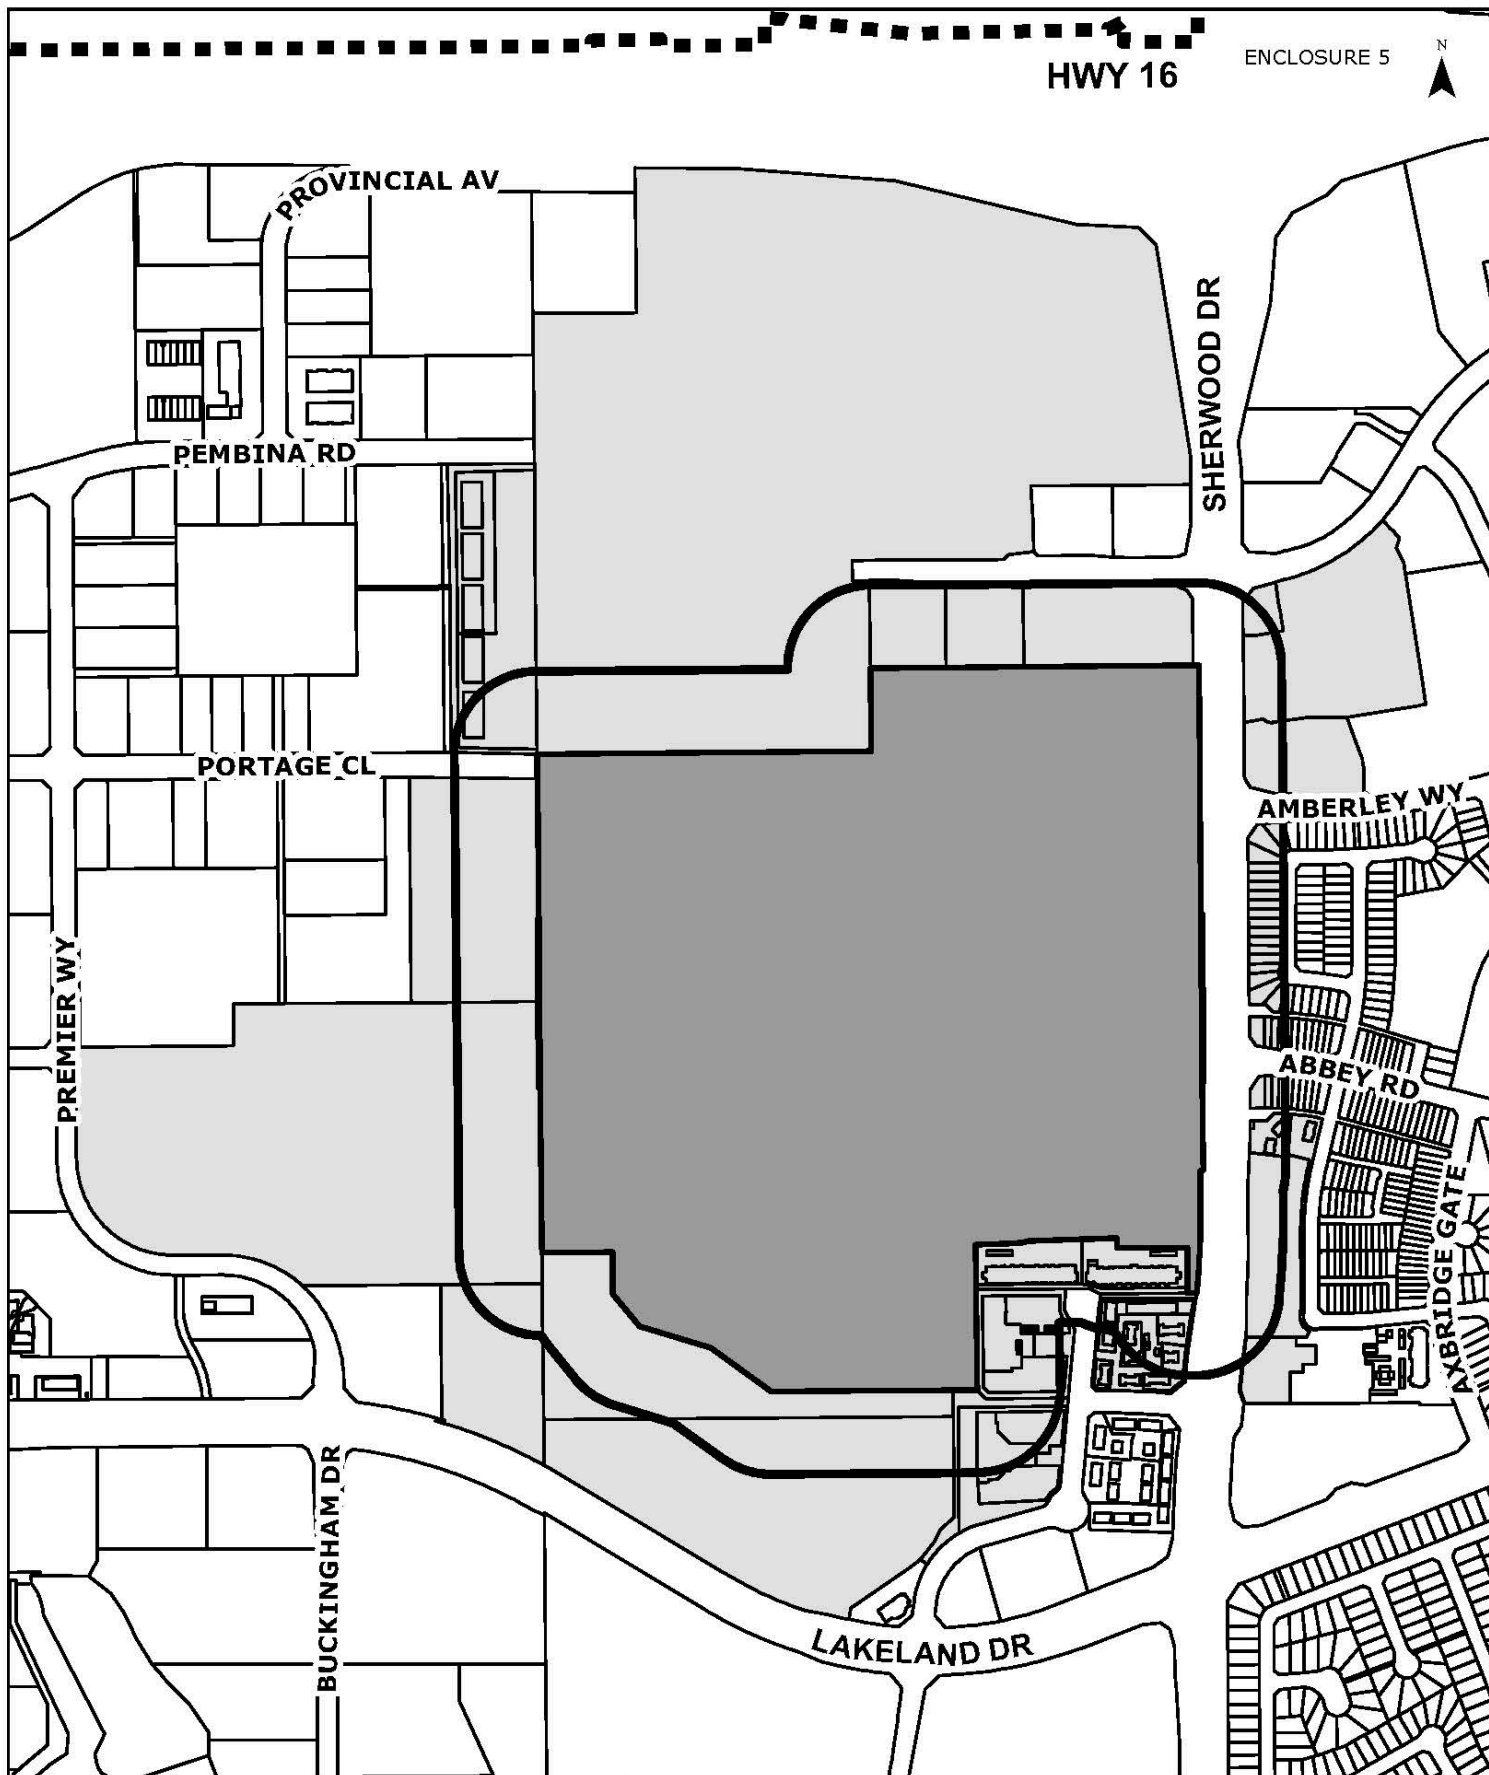 HWY 16
ENCLOSURE 5
N
PROVINCIAL AV
SHERWOOD DR
PEMBINA RD
PORTAGE CL
AMBERLEY WY
PREMIER WY
ABBEY RD
AXBRIDGE GATE
BUCKINGHAM DR
LAKELAND DR